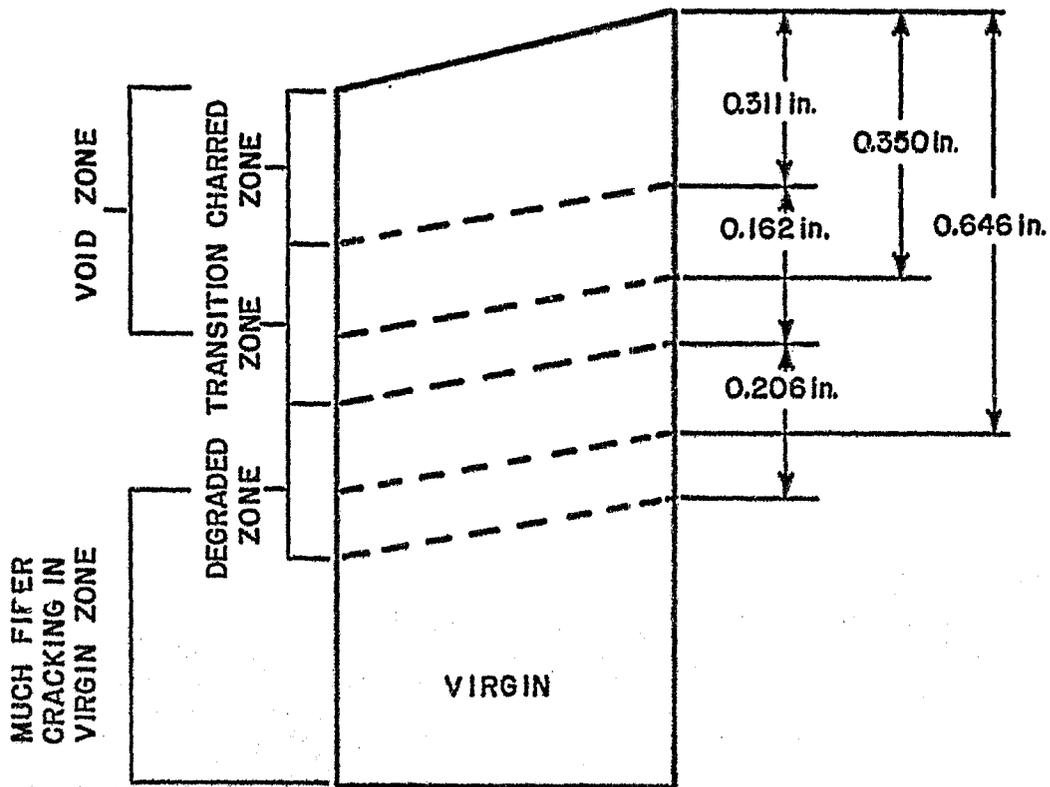 VOID ZONE
CHARRED
ZONE
TRANSITION
ZONE
DEGRADED
ZONE
MUCH FIFER
CRACKING IN
VIRGIN ZONE
VIRGIN
0.311 in.
0.350 in.
0.162 in.
0.646 in.
0.206 in.